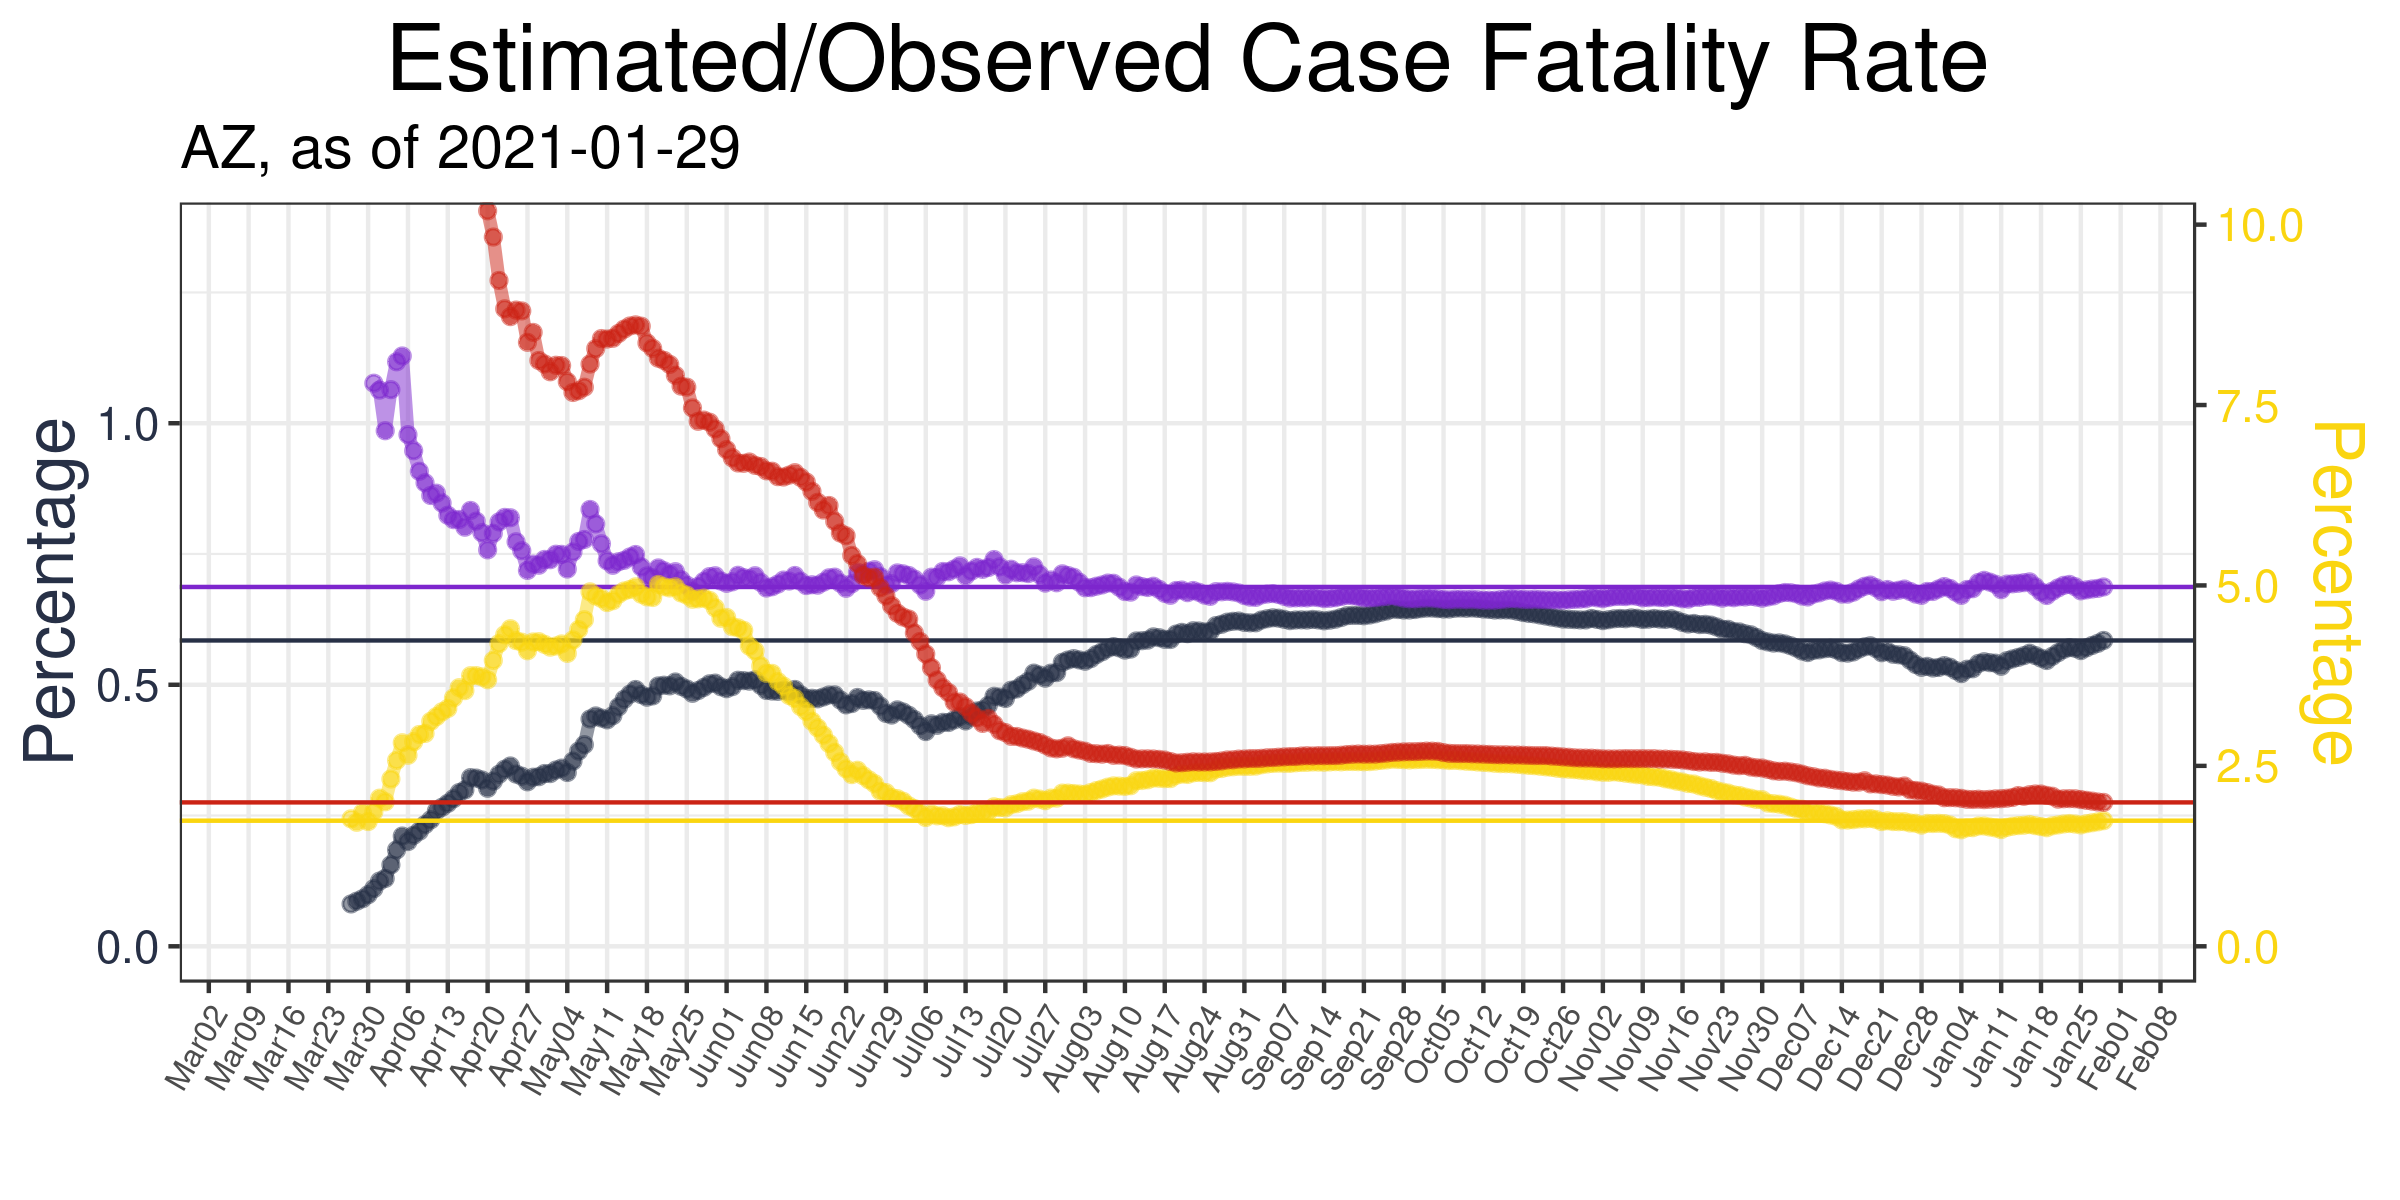 Estimated/Observed Case Fatality Rate
AZ, as of 2021-01-29
Percentage
1.0
0.5
0.0
10.0
7.5
5.0
2.5
0.0
Percentage
Mar02
Mar09
Mar16
Mar23
Mar30
Apr06
Apr13
Apr20
Apr27
May04
May11
May18
May25
Jun01
Jun08
Jun15
Jun22
Jun29
Jul06
Jul13
Jul20
Jul27
Aug03
Aug10
Aug17
Aug24
Aug31
Sep07
Sep14
Sep21
Sep28
Oct05
Oct12
Oct19
Oct26
Nov02
Nov09
Nov16
Nov23
Nov30
Dec07
Dec14
Dec21
Dec28
Jan04
Jan11
Jan18
Jan25
Feb01
Feb08